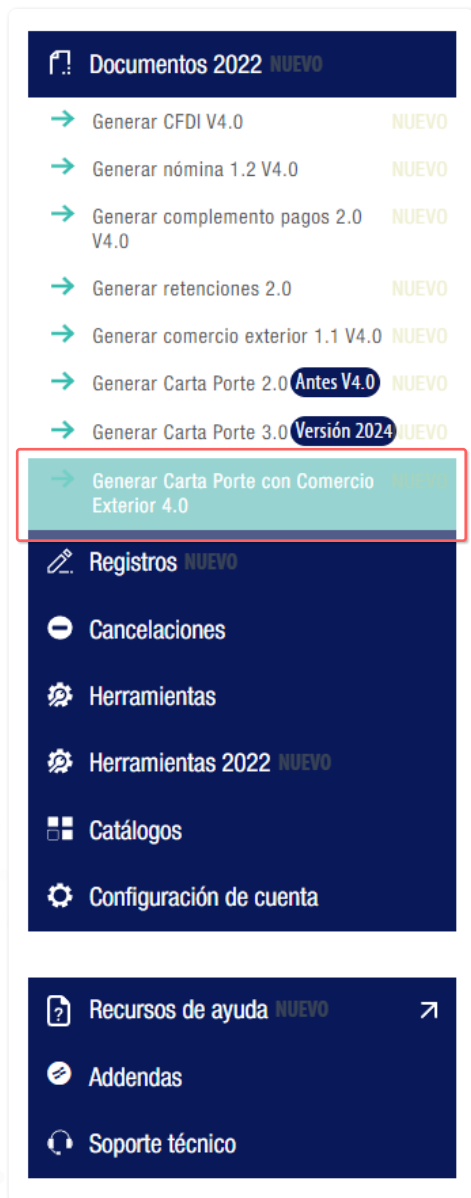 Documentos 2022 NUEVO
Generar CFDI V4.0 NUEVO
Generar nómina 1.2 V4.0 NUEVO
Generar complemento pagos 2.0 NUEVO
V4.0
Generar retenciones 2.0 NUEVO
Generar comercio exterior 1.1 V4.0 NUEVO
Generar Carta Porte 2.0 Antes V4.0 NUEVO
Generar Carta Porte 3.0 Versión 2024 NUEVO
Generar Carta Porte con Comercio NUEVO
Exterior 4.0
Registros NUEVO
Cancelaciones
Herramientas
Herramientas 2022 NUEVO
Catálogos
Configuración de cuenta
Recursos de ayuda NUEVO
Addendas
Soporte técnico